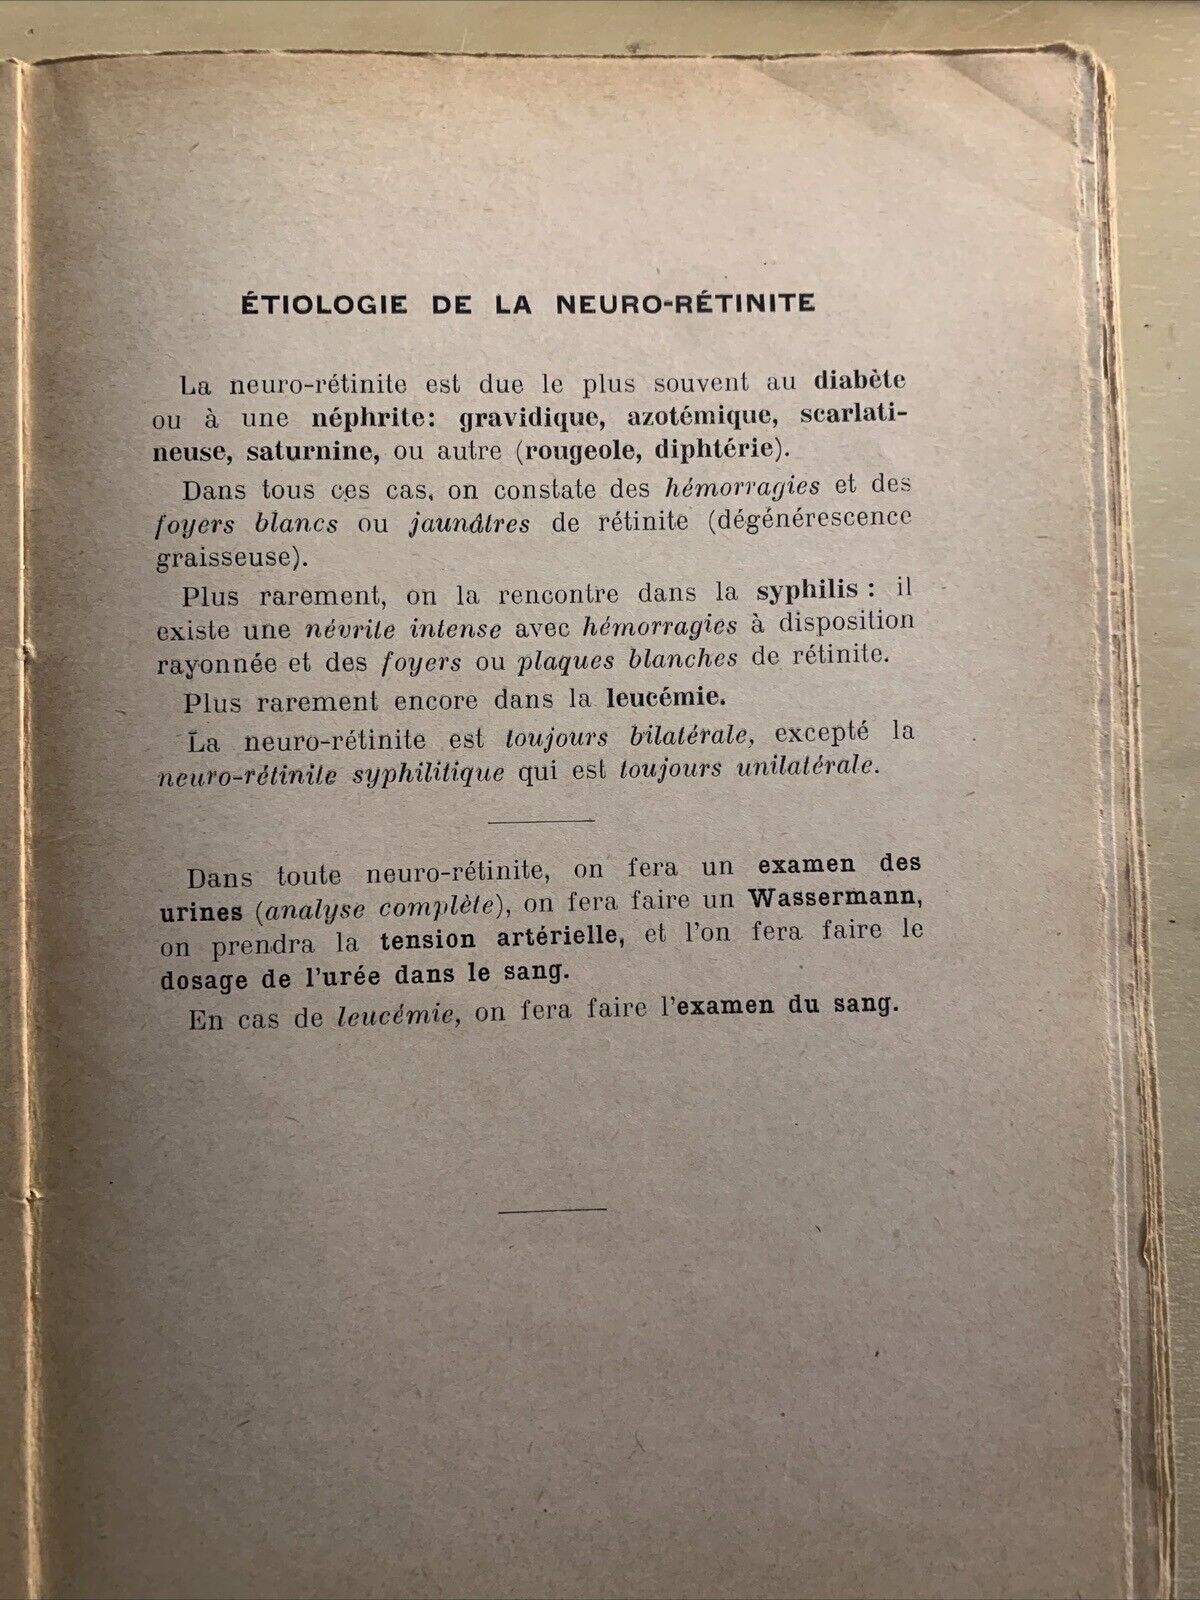 ÉTIOLOGIE DE LA NEURO-RÉTINITE
La neuro-rétinite est due le plus souvent au diabète
ou à une néphrite: gravidique, azotémique, scarlati-
neuse, saturnine, ou autre (rougeole, diphtérie).
Dans tous ces cas, on constate des hémorragies et des
foyers blancs ou jaunâtres de rétinite (dégénérescence
graisseuse).
Plus rarement, on la rencontre dans la syphilis : il
existe une névrite intense avec hémorragies à disposition
rayonnée et des foyers ou plaques blanches de rétinite.
Plus rarement encore dans la leucémie.
La neuro-rétinite est toujours bilatérale, excepté la
neuro-rétinite syphilitique qui est toujours unilatérale.
Dans toute neuro-rétinite, on fera un examen des
urines (analyse complète), on fera faire un Wassermann,
on prendra la tension artérielle, et l'on fera faire le
dosage de l'urée dans le sang.
En cas de leucémie, on fera faire l'examen du sang.